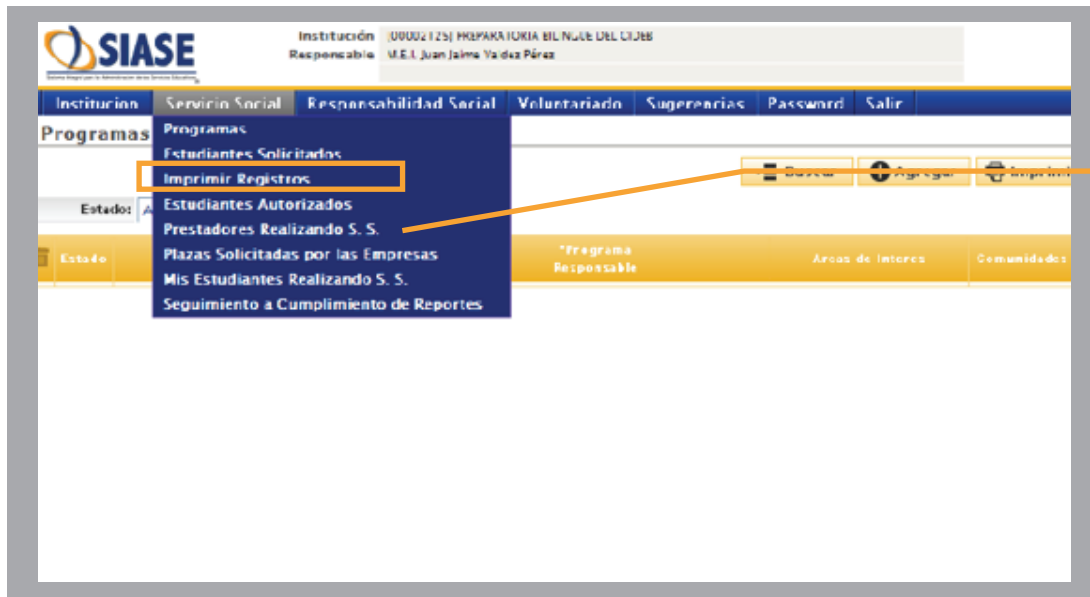 SIASE
Institución [00002125] PREPARATORIA BILINGUE DEL CIDEB
Responsable M.E.I. Juan Jaime Valdez Pérez
Institucion Servicio Social Responsabilidad Social Voluntariado Sugerencias Password Salir
Programas
Programas
Estudiantes Solicitados
Imprimir Registros
Estudiantes Autorizados
Prestadores Realizando S. S.
Plazas Solicitadas por las Empresas
Mis Estudiantes Realizando S. S.
Seguimiento a Cumplimiento de Reportes
Buscar Agregar Imprimi
Estado: A
Estado *Programa Responsable Areas de Interes Comunidades